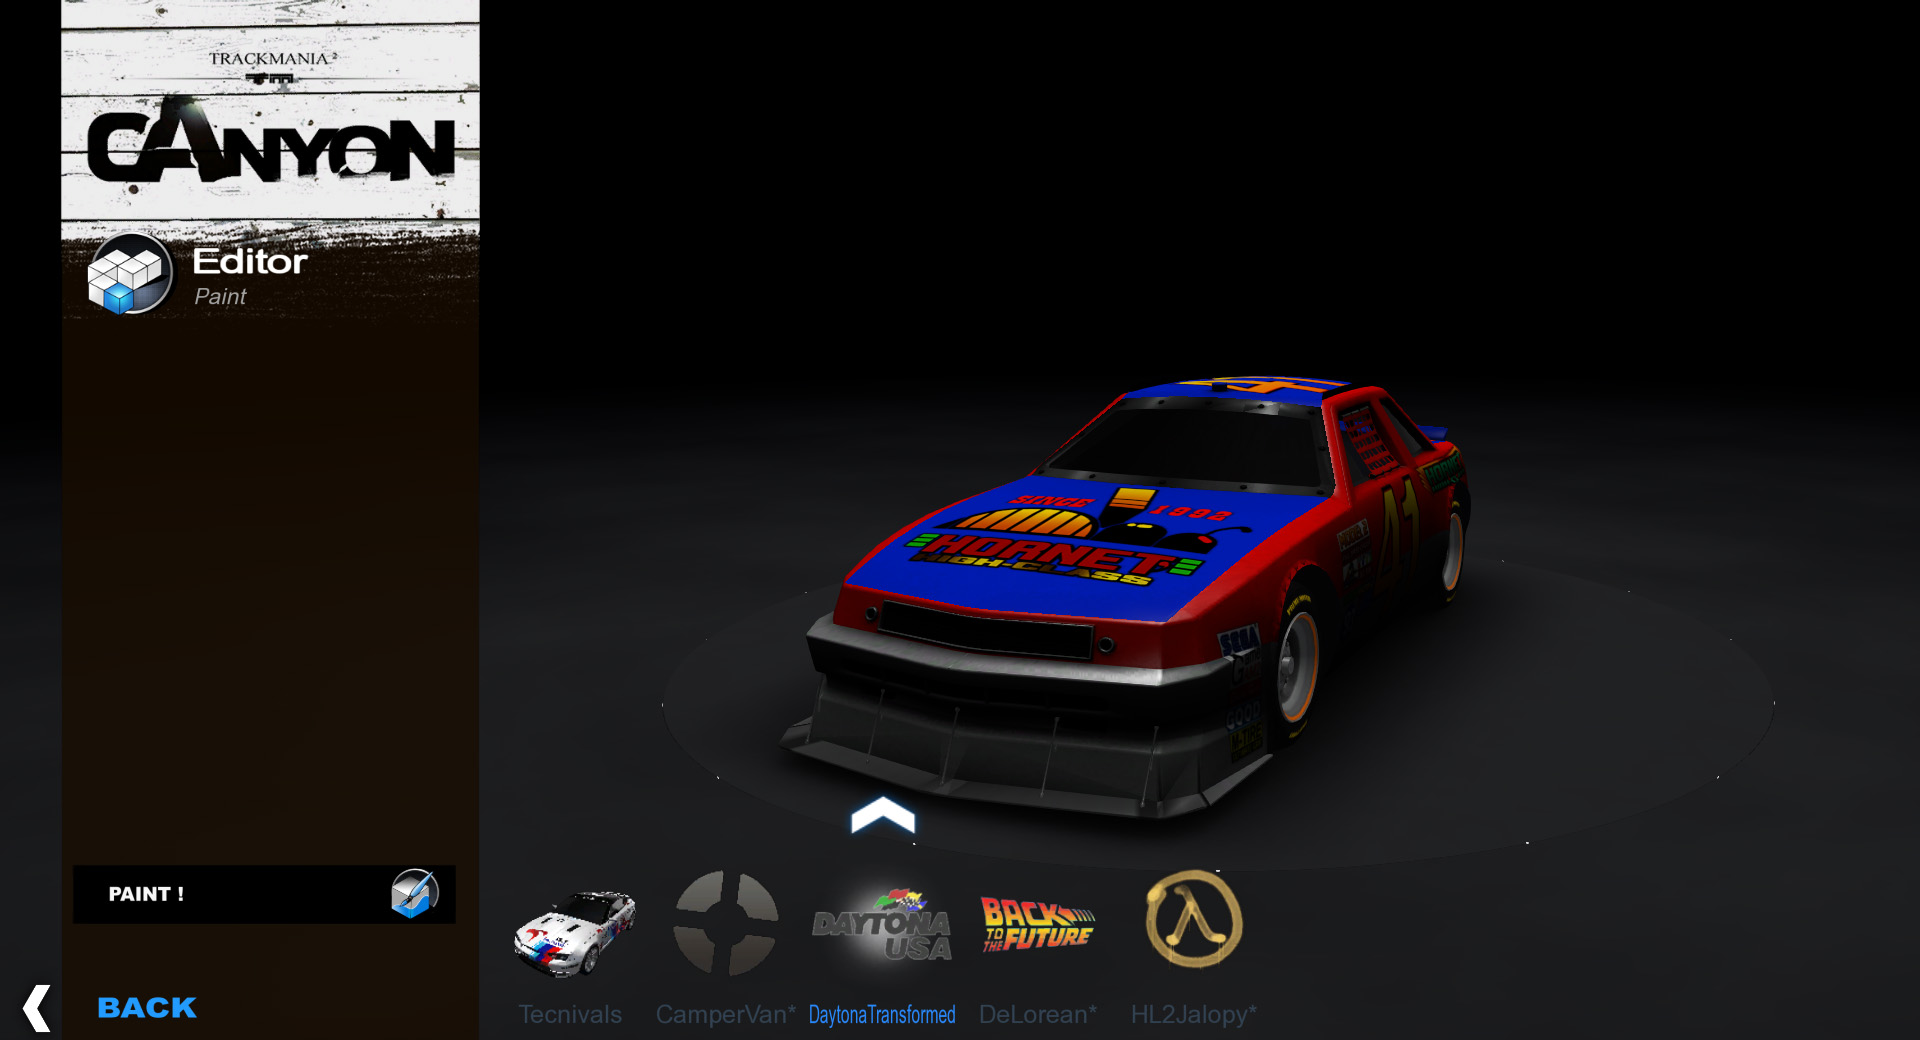 TRACKMANIA²
CANYON
Editor
Paint
SINCE 1992
HORNET
HIGH-CLASS
41
SEGA
GOOD
PAINT !
DAYTONA
USA
BACK
TO THE FUTURE
BACK
Tecnivals
CamperVan*
DaytonaTransformed
DeLorean*
HL2Jalopy*